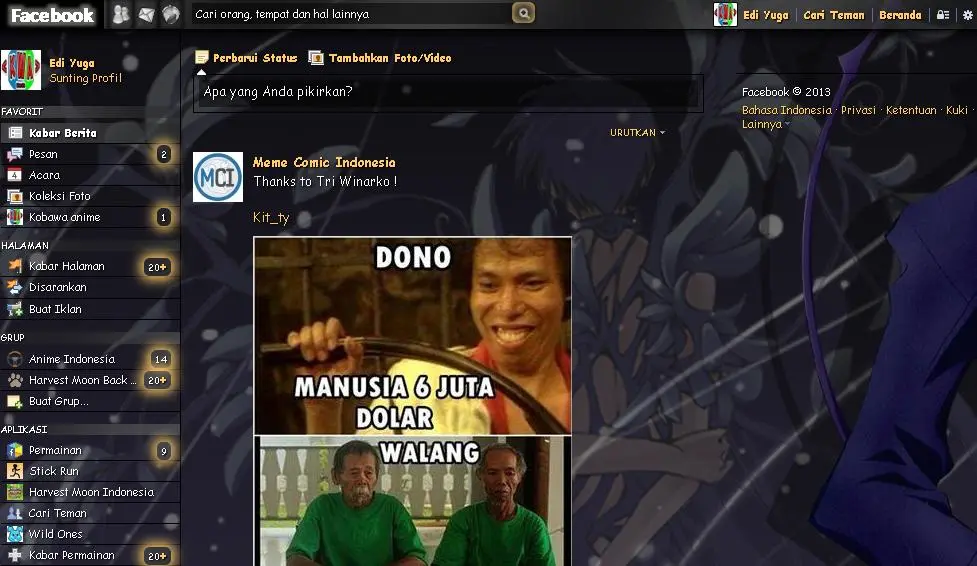 Facebook
Cari orang, tempat dan hal lainnya
Edi Yuga
Cari Teman
Beranda
Edi Yuga
Sunting Profil
FAVORIT
Kabar Berita
Pesan 2
Acara
Koleksi Foto
Kobawa anime 1
HALAMAN
Kabar Halaman 20+
Disarankan
Buat Iklan
GRUP
Anime Indonesia 14
Harvest Moon Back ... 20+
Buat Grup...
APLIKASI
Permainan 9
Stick Run
Harvest Moon Indonesia
Cari Teman
Wild Ones
Kabar Permainan 20+
Perbarui Status
Tambahkan Foto/Video
Apa yang Anda pikirkan?
URUTKAN
MCI
Meme Comic Indonesia
Thanks to Tri Winarko !
Kit_ty
DONO
MANUSIA 6 JUTA
DOLAR
WALANG
Facebook © 2013
Bahasa Indonesia · Privasi · Ketentuan · Kuki ·
Lainnya